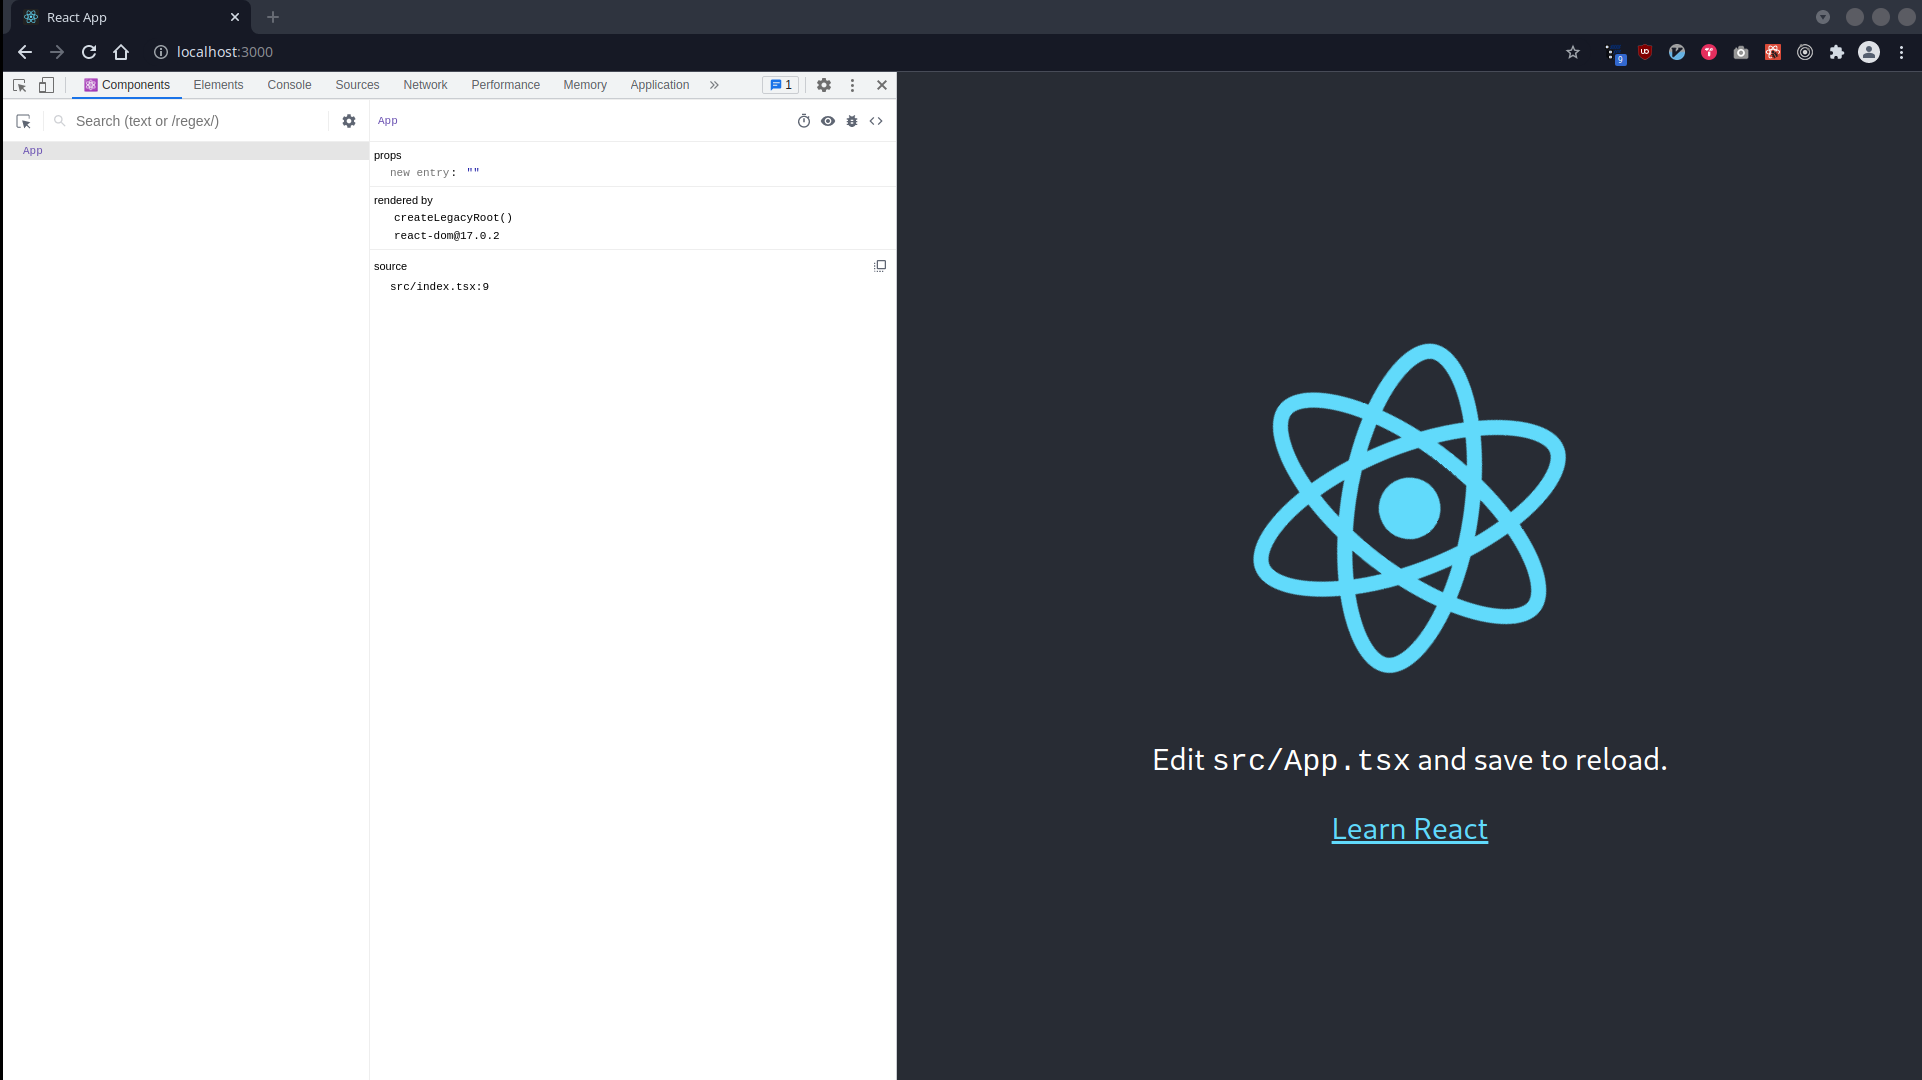 React App
localhost:3000
9
UD
Components Elements Console Sources Network Performance Memory Application 1
Search (text or /regex/)
App
App
props
new entry: ""
rendered by
createLegacyRoot()
react-dom@17.0.2
source
src/index.tsx:9
Edit src/App.tsx and save to reload.
Learn React